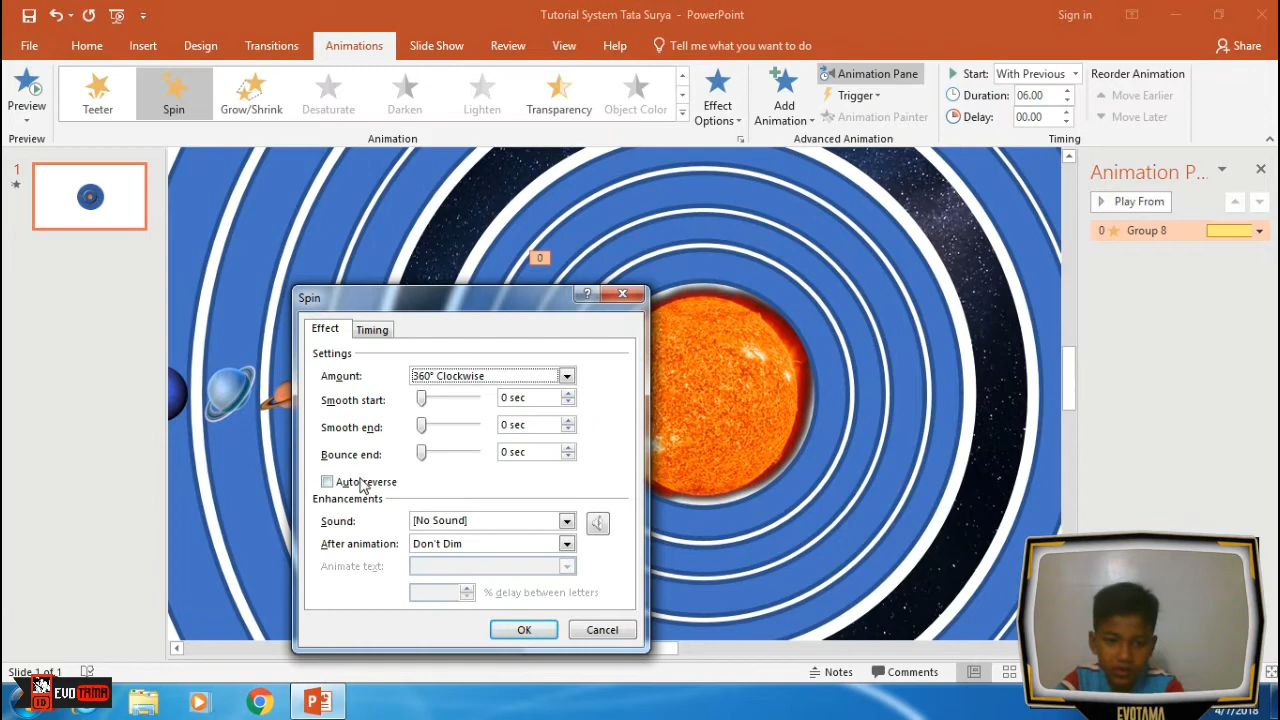 Tutorial System Tata Surya - PowerPoint
Sign in
File Home Insert Design Transitions Animations Slide Show Review View Help Tell me what you want to do Share
Preview
Teeter Spin Grow/Shrink Desaturate Darken Lighten Transparency Object Color
Effect Options
Add Animation
Animation Pane
Trigger
Animation Painter
Start: With Previous
Duration: 06.00
Delay: 00.00
Reorder Animation
Move Earlier
Move Later
Preview Animation Advanced Animation Timing
1
0
Animation P...
Play From
0 Group 8
Spin
Effect Timing
Settings
Amount: 360° Clockwise
Smooth start: 0 sec
Smooth end: 0 sec
Bounce end: 0 sec
Auto-reverse
Enhancements
Sound: [No Sound]
After animation: Don't Dim
Animate text:
% delay between letters
OK Cancel
Slide 1 of 1
Notes Comments
ID EVOTAMA
EVOTAMA
4/7/2018